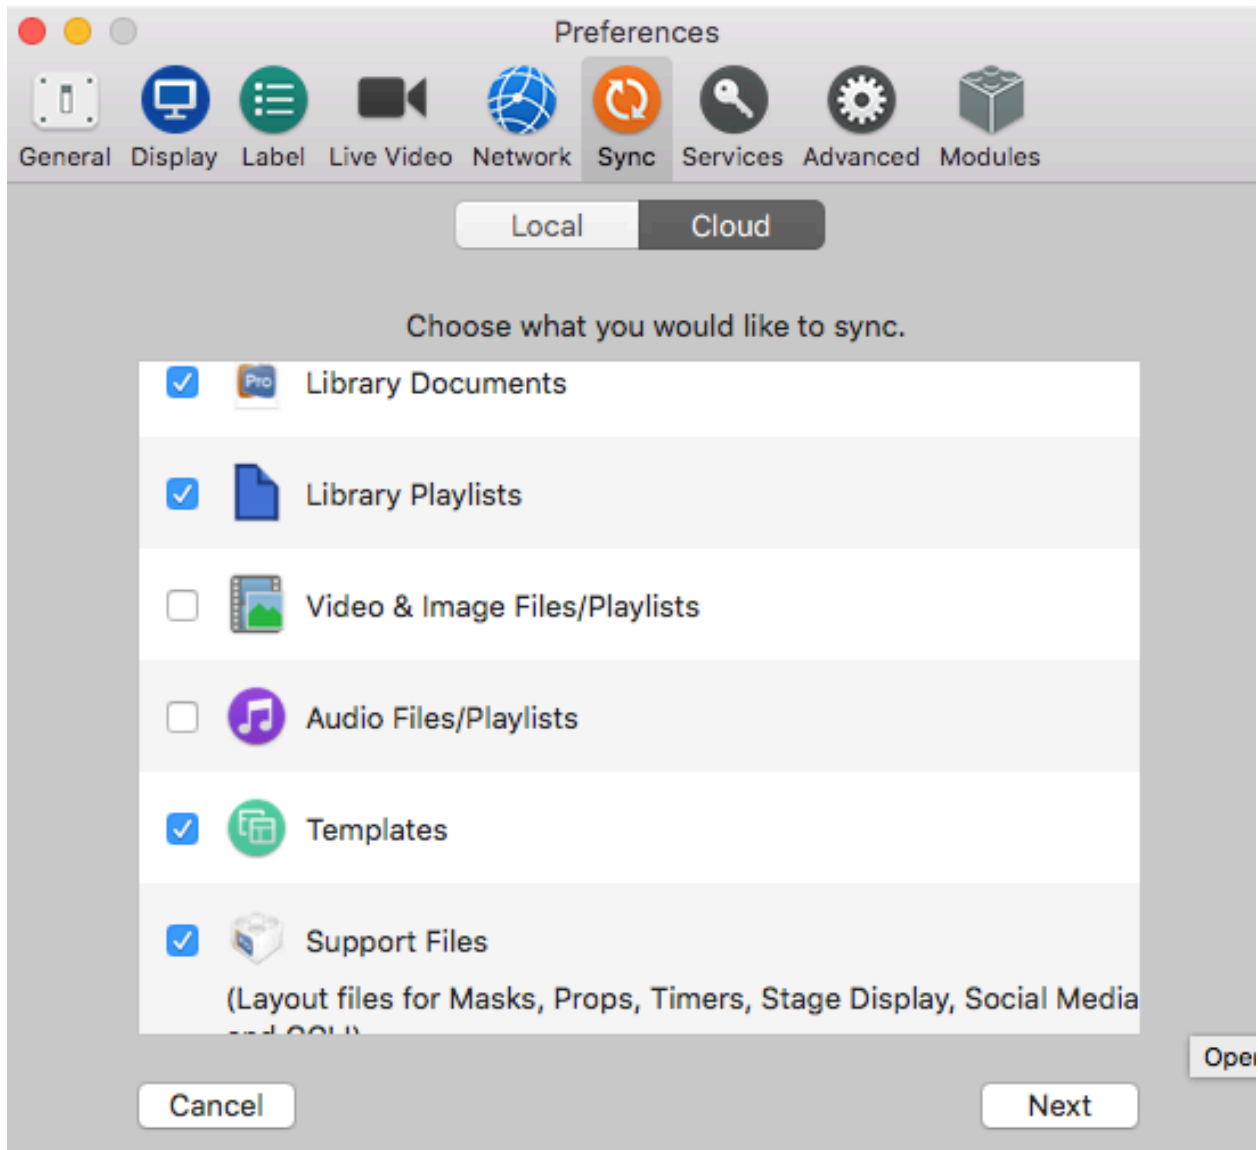 Preferences
General Display Label Live Video Network Sync Services Advanced Modules
Local Cloud
Choose what you would like to sync.
Pro Library Documents
Library Playlists
Video & Image Files/Playlists
Audio Files/Playlists
Templates
Support Files
(Layout files for Masks, Props, Timers, Stage Display, Social Media
and CCLI)
Cancel Next